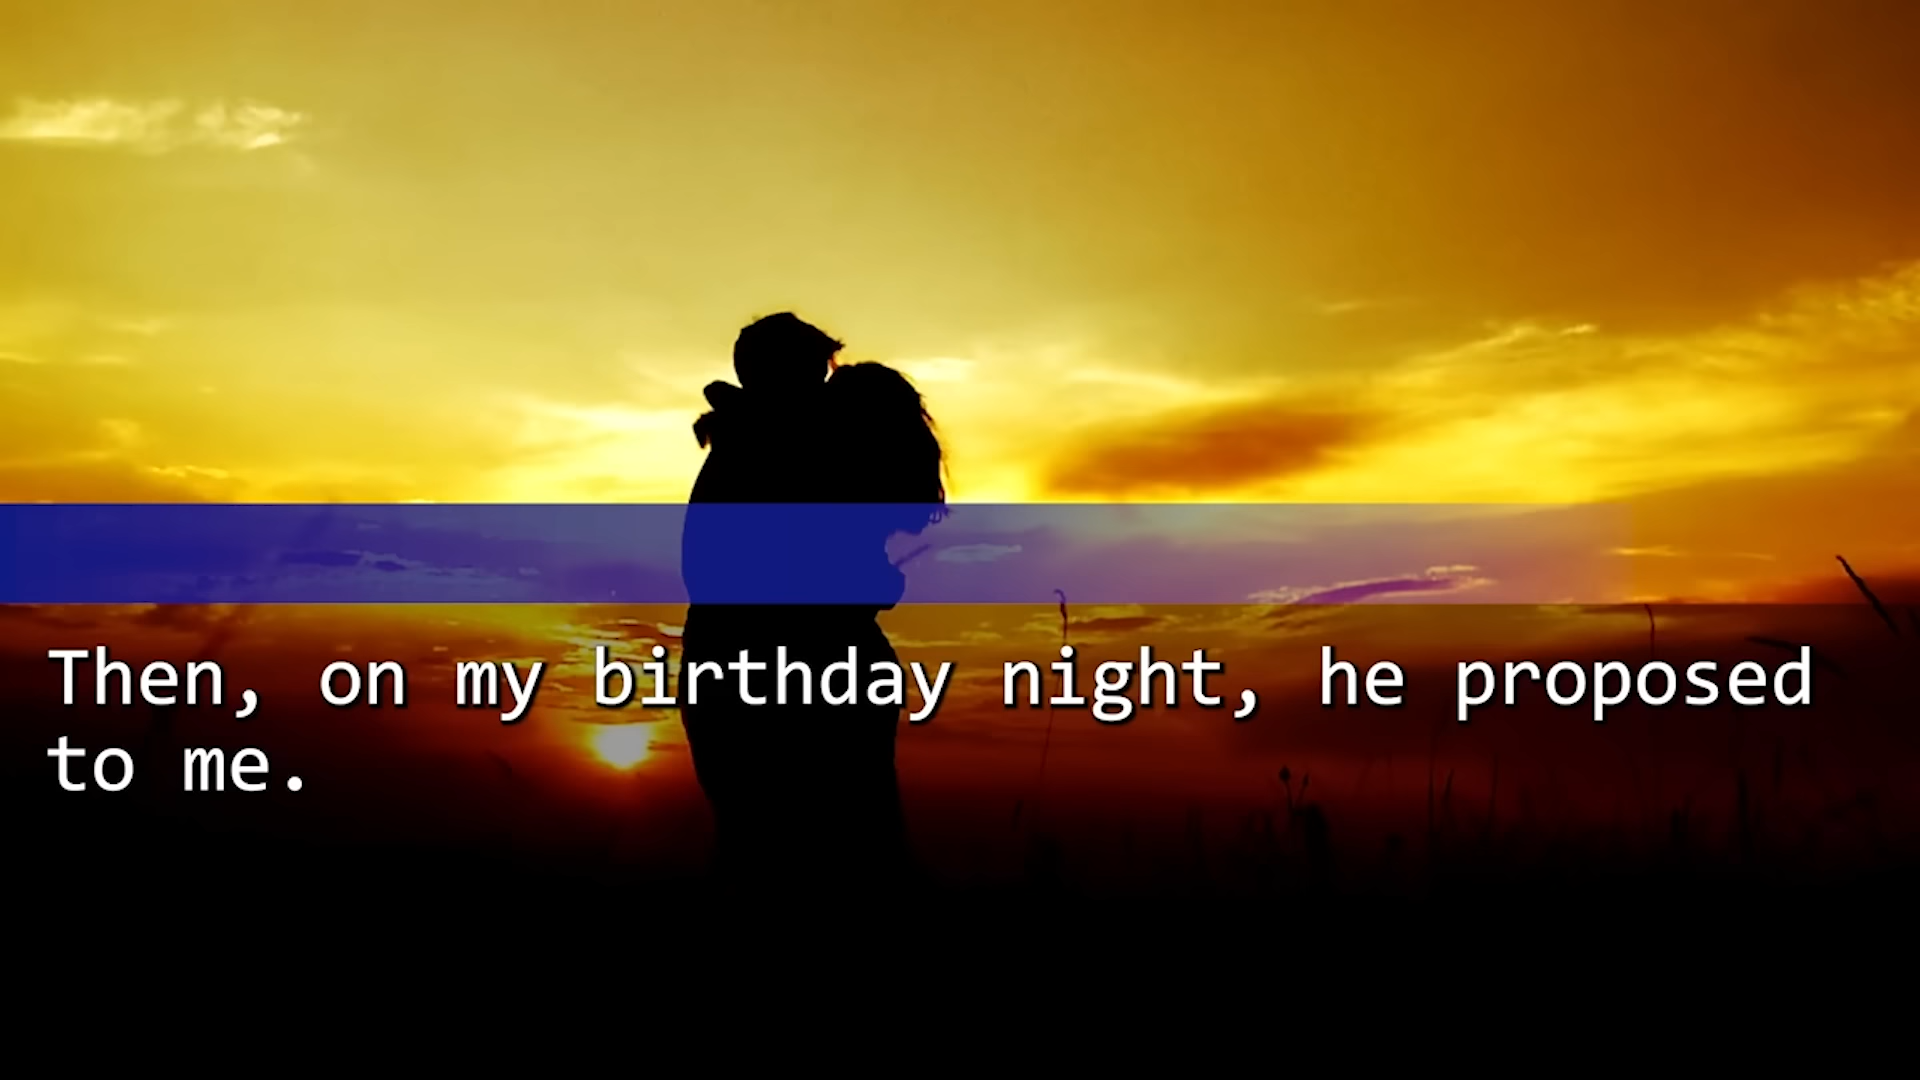 Then, on my birthday night, he proposed
to me.